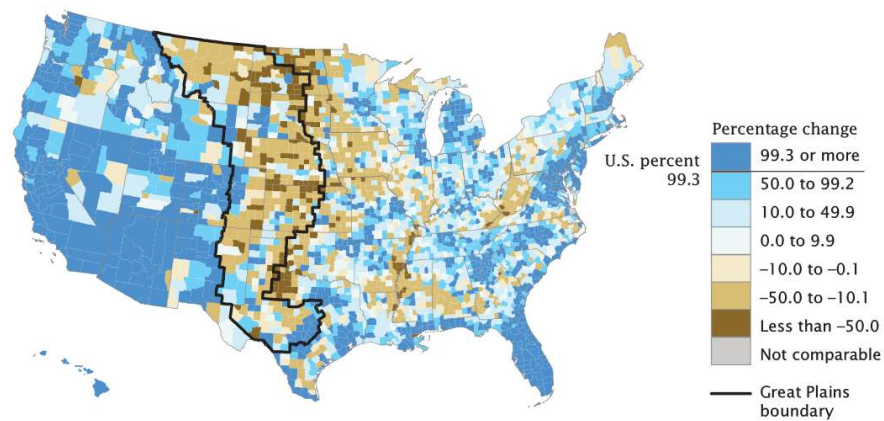 Percentage change
U.S. percent
99.3
99.3 or more
50.0 to 99.2
10.0 to 49.9
0.0 to 9.9
–10.0 to –0.1
–50.0 to –10.1
Less than –50.0
Not comparable
Great Plains
boundary